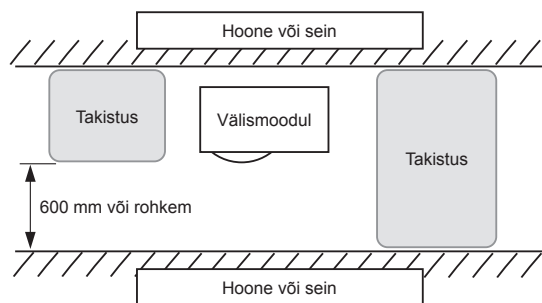 Hoone või sein
Takistus
Välismoodul
Takistus
600 mm või rohkem
Hoone või sein